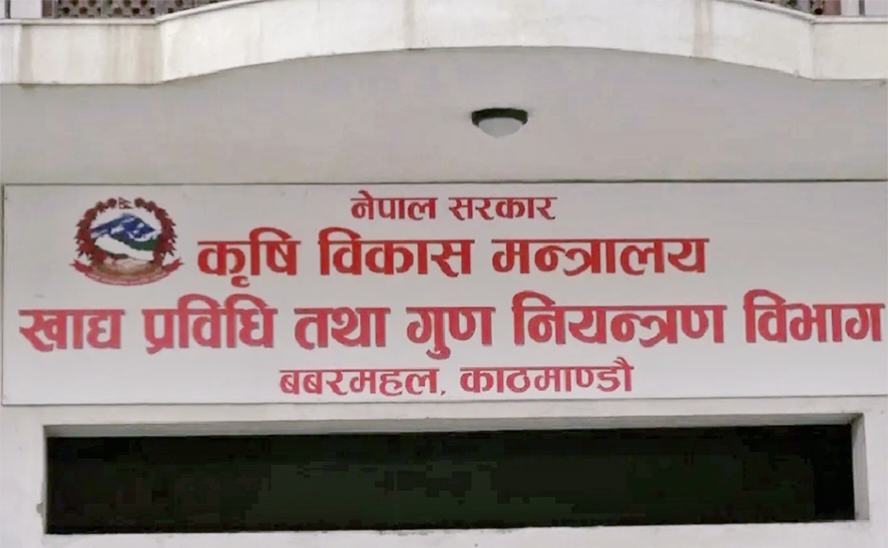 नेपाल सरकार
कृषि विकास मन्त्रालय
खाद्य प्रविधि तथा गुण नियन्त्रण विभाग
बबरमहल, काठमाण्डौ